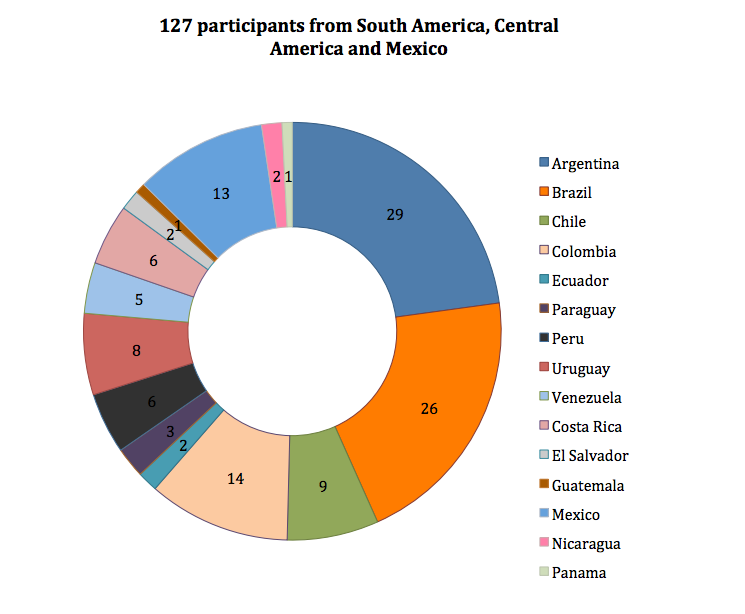 127 participants from South America, Central
America and Mexico
29
26
9
14
2
3
6
8
5
6
2
1
13
2
1
Argentina
Brazil
Chile
Colombia
Ecuador
Paraguay
Peru
Uruguay
Venezuela
Costa Rica
El Salvador
Guatemala
Mexico
Nicaragua
Panama